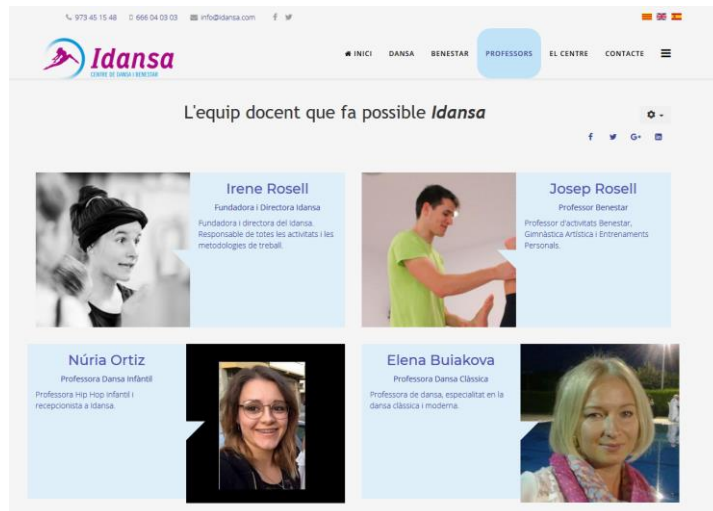 973 45 15 48 666 04 03 03 info@idansa.com
Idansa
CENTRE DE DANSA I BENESTAR
INICI DANSA BENESTAR PROFESSORS EL CENTRE CONTACTE
L'equip docent que fa possible Idansa
Irene Rosell
Fundadora i Directora Idansa
Fundadora i directora del Idansa.
Responsable de totes les activitats i les
metodologies de treball.
Josep Rosell
Professor Benestar
Professor d'activitats Benestar,
Gimnàstica Artística i Entrenaments
Personals.
Núria Ortiz
Professora Dansa Infàntil
Professora Hip Hop infantil i
recepcionista a Idansa.
Elena Buiakova
Professora Dansa Clàssica
Professora de dansa, especialitat en la
dansa clàssica i moderna.